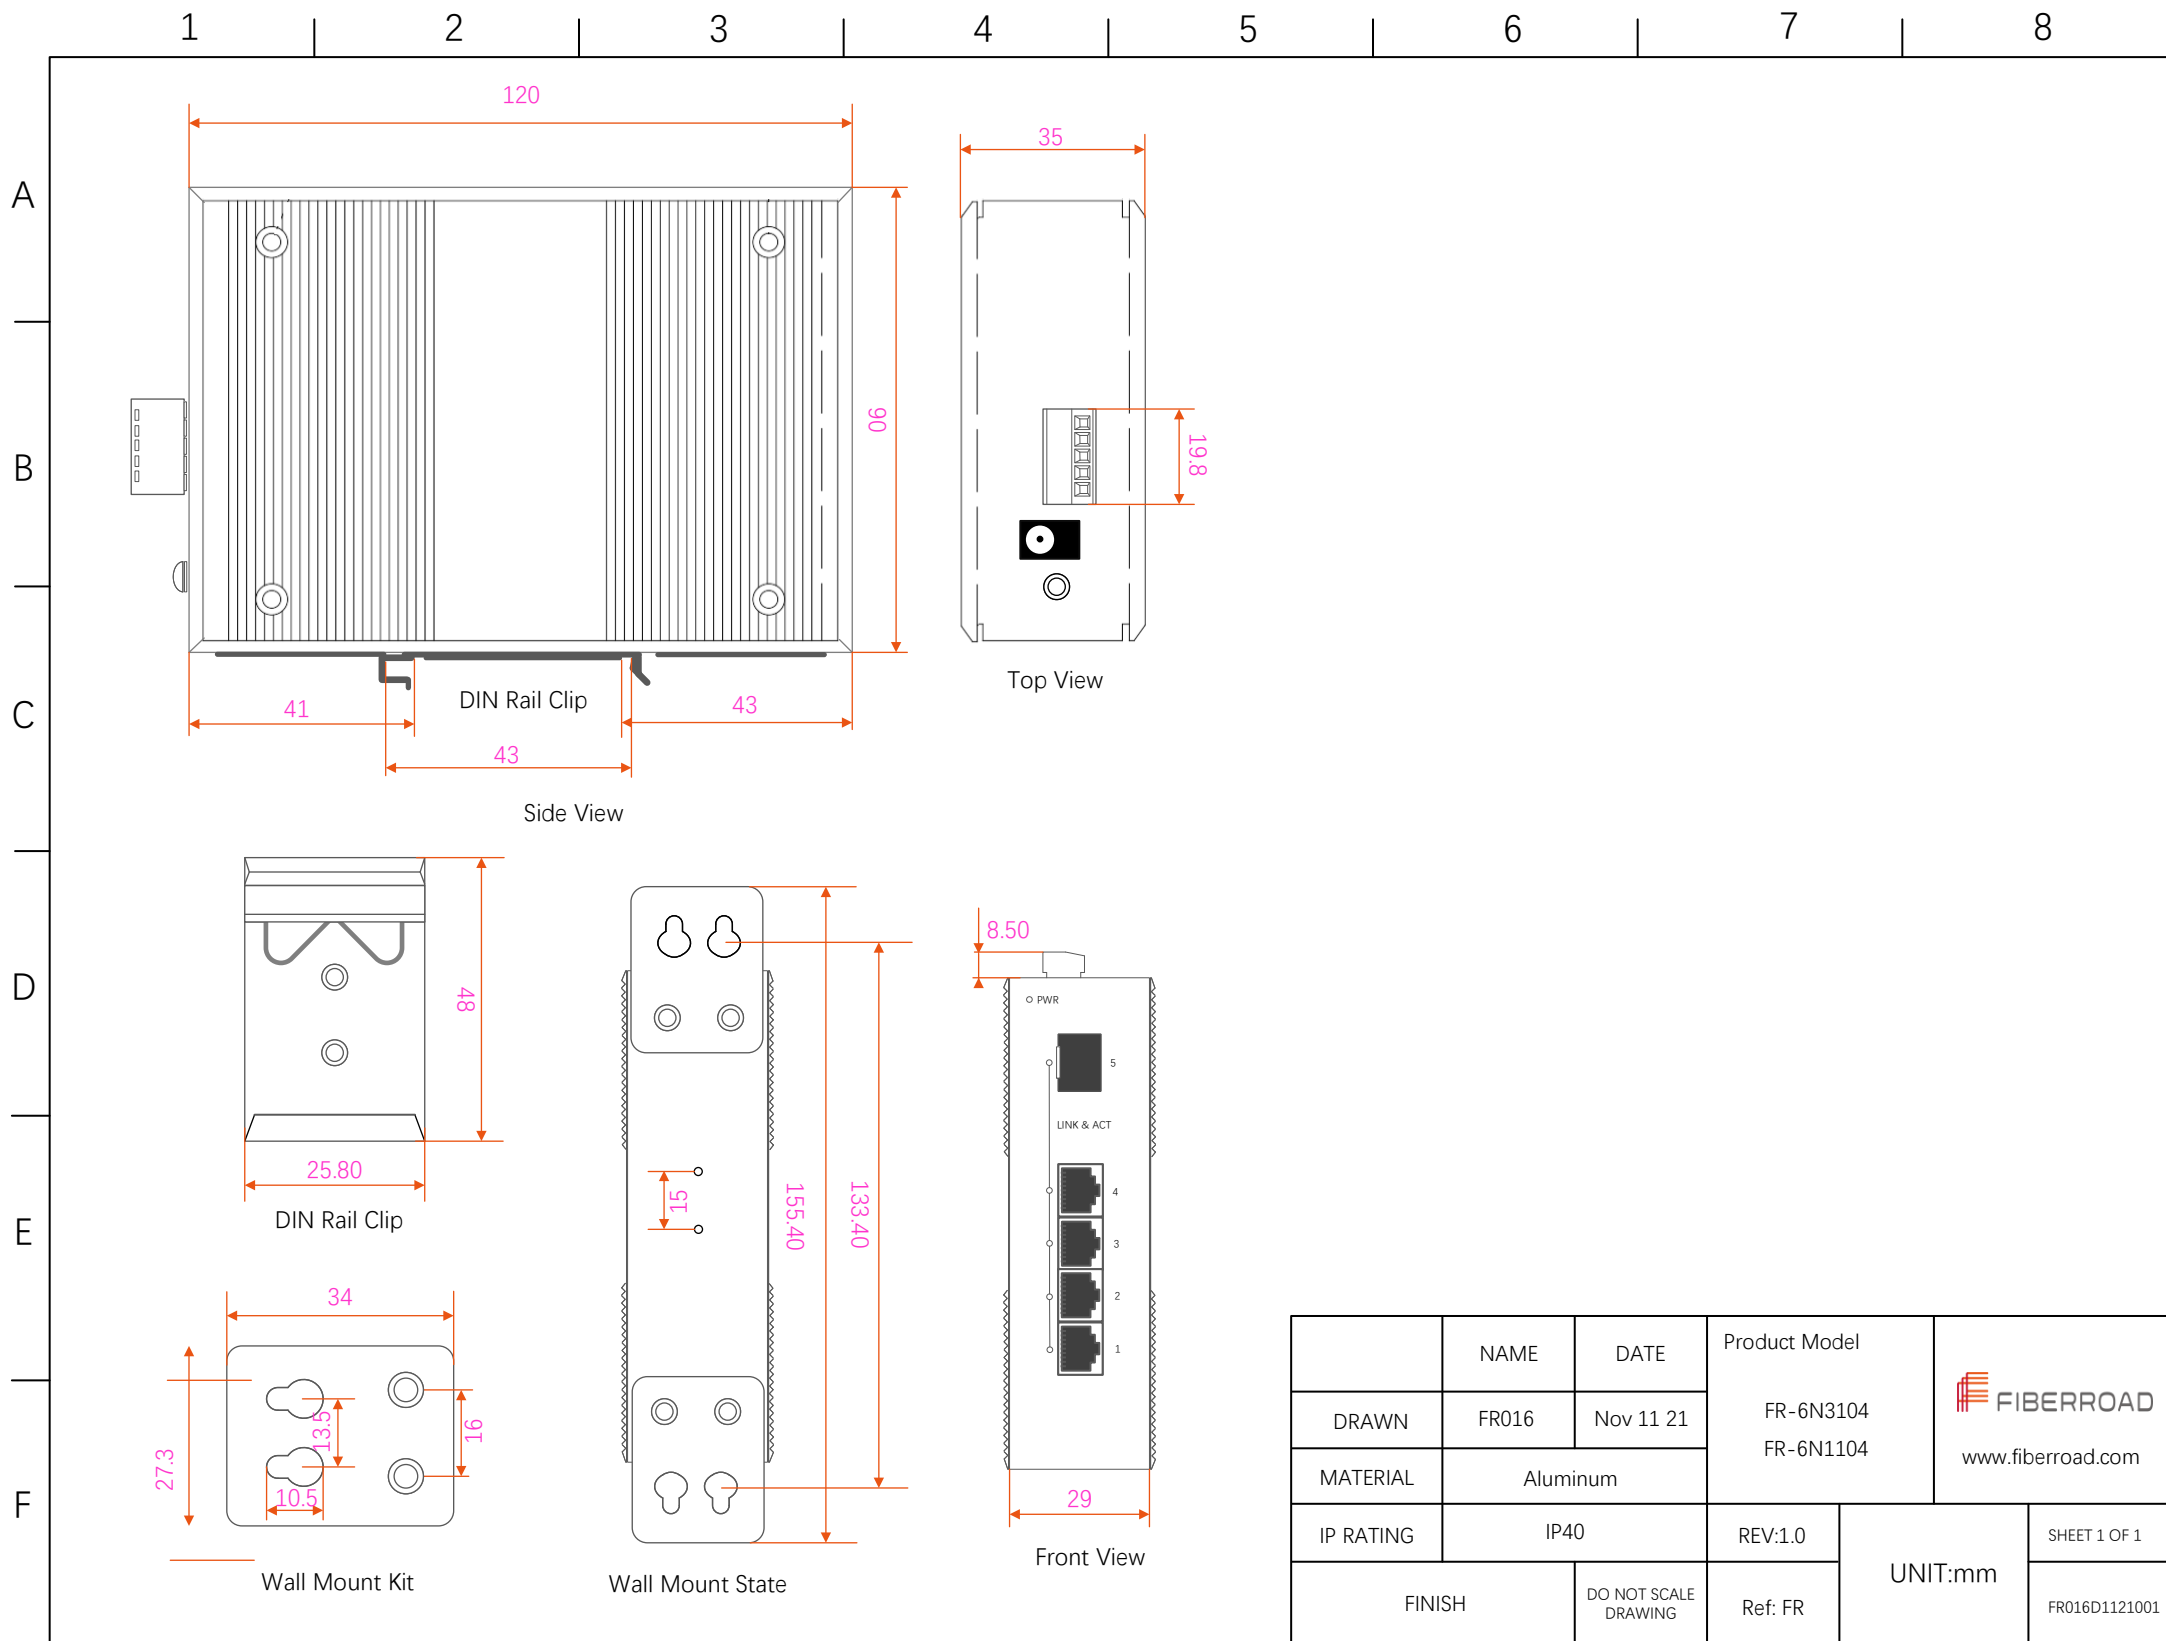 1 2 3 4 5 6 7 8
A
B
C
D
E
F
120
90
41
DIN Rail Clip
43
43
Side View
35
19.8
Top View
48
25.80
DIN Rail Clip
34
27.3
13.5
10.5
16
Wall Mount Kit
15
155.40
133.40
Wall Mount State
8.50
PWR
5
LINK & ACT
4
3
2
1
29
Front View
NAME DATE
DRAWN FR016 Nov 11 21
MATERIAL Aluminum
IP RATING IP40
FINISH
DO NOT SCALE
DRAWING
Product Model
FR-6N3104
FR-6N1104
FIBERROAD
www.fiberroad.com
REV:1.0
Ref: FR
UNIT:mm
SHEET 1 OF 1
FR016D1121001